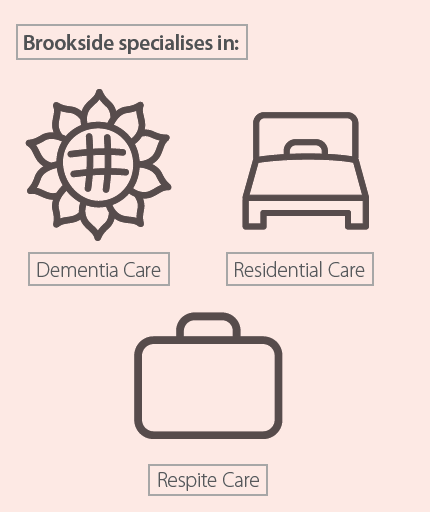 Brookside specialises in:
Dementia Care
Residential Care
Respite Care